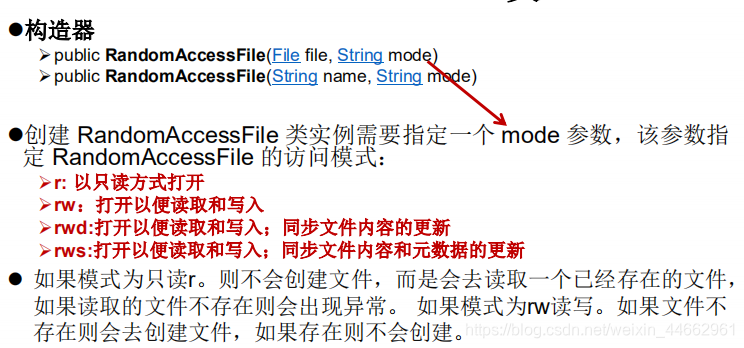 ●构造器
➢public RandomAccessFile(File file, String mode)
➢public RandomAccessFile(String name, String mode)
●创建 RandomAccessFile 类实例需要指定一个 mode 参数，该参数指
定 RandomAccessFile 的访问模式：
➢r: 以只读方式打开
➢rw：打开以便读取和写入
➢rwd:打开以便读取和写入；同步文件内容的更新
➢rws:打开以便读取和写入；同步文件内容和元数据的更新
● 如果模式为只读r。则不会创建文件，而是会去读取一个已经存在的文件，
如果读取的文件不存在则会出现异常。 如果模式为rw读写。如果文件不
存在则会去创建文件，如果存在则不会创建。
https://blog.csdn.net/weixin_44662961